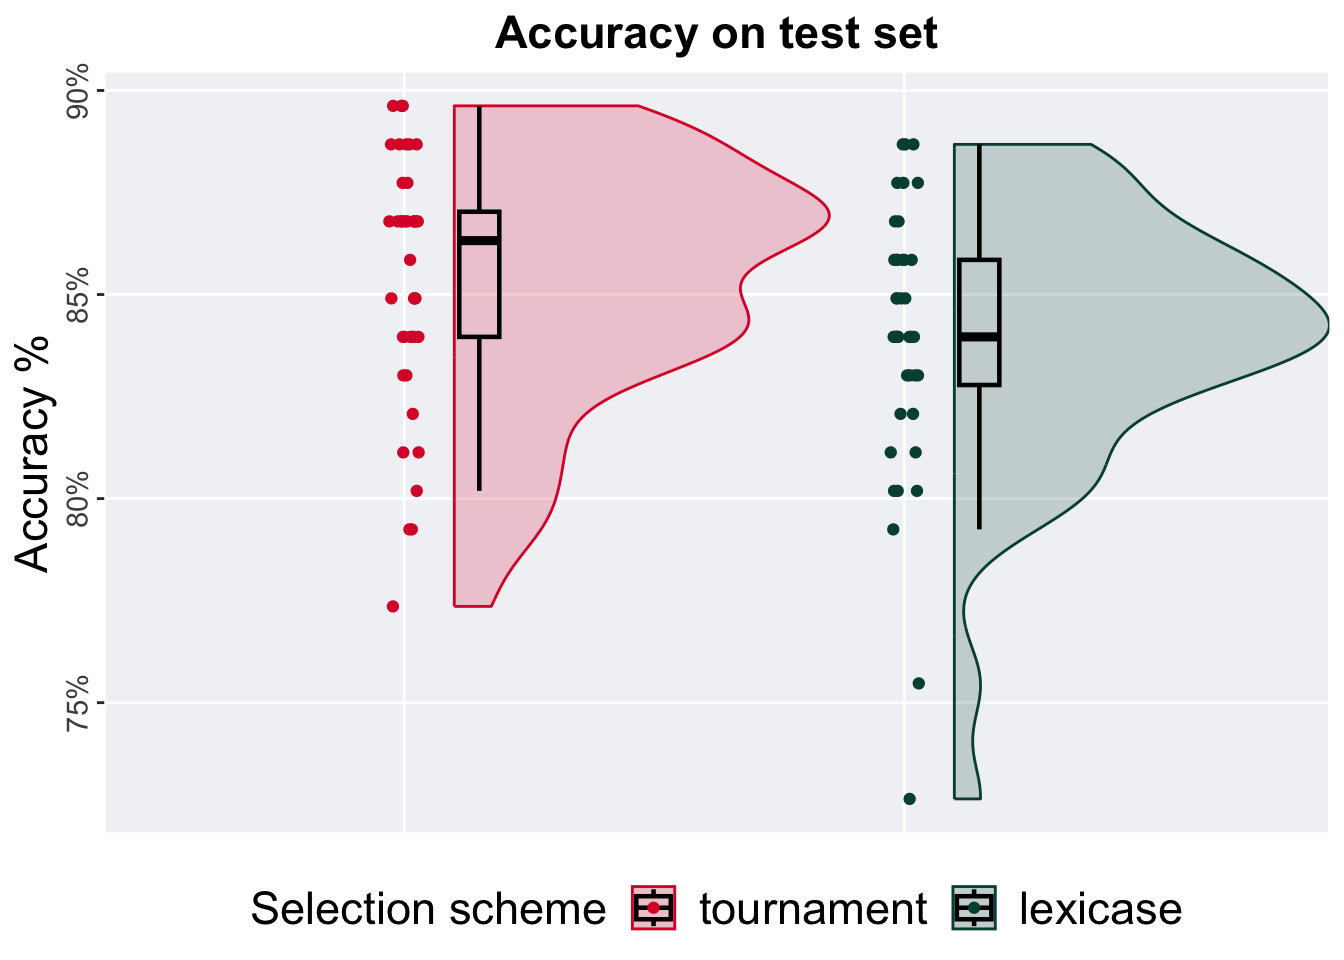 Accuracy on test set
90%
85%
80%
75%
Accuracy %
Selection scheme tournament lexicase